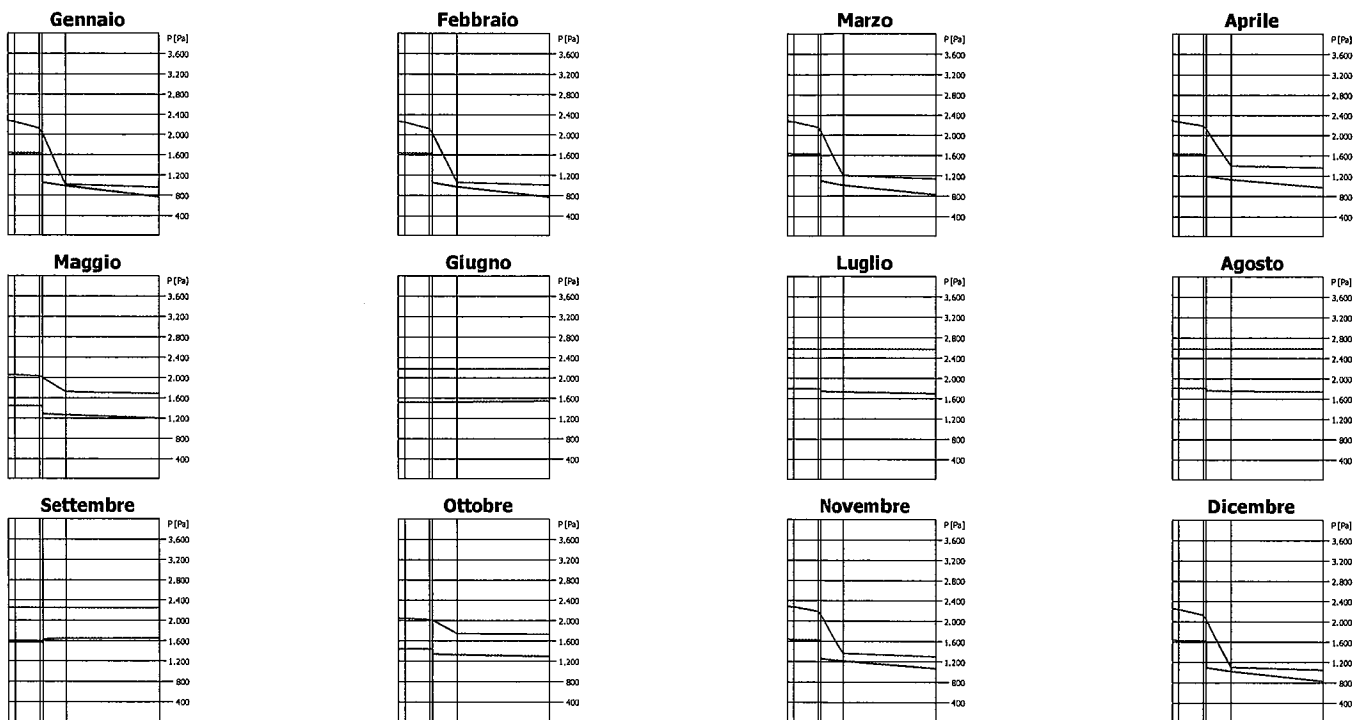 Gennaio Febbraio Marzo Aprile
P [Pa] P [Pa] P [Pa] P [Pa]
3.600 3.600 3.600 3.600
3.200 3.200 3.200 3.200
2.800 2.800 2.800 2.800
2.400 2.400 2.400 2.400
2.000 2.000 2.000 2.000
1.600 1.600 1.600 1.600
1.200 1.200 1.200 1.200
800 800 800 800
400 400 400 400
Maggio Giugno Luglio Agosto
P [Pa] P [Pa] P [Pa] P [Pa]
3.600 3.600 3.600 3.600
3.200 3.200 3.200 3.200
2.800 2.800 2.800 2.800
2.400 2.400 2.400 2.400
2.000 2.000 2.000 2.000
1.600 1.600 1.600 1.600
1.200 1.200 1.200 1.200
800 800 800 800
400 400 400 400
Settembre Ottobre Novembre Dicembre
P [Pa] P [Pa] P [Pa] P [Pa]
3.600 3.600 3.600 3.600
3.200 3.200 3.200 3.200
2.800 2.800 2.800 2.800
2.400 2.400 2.400 2.400
2.000 2.000 2.000 2.000
1.600 1.600 1.600 1.600
1.200 1.200 1.200 1.200
800 800 800 800
400 400 400 400